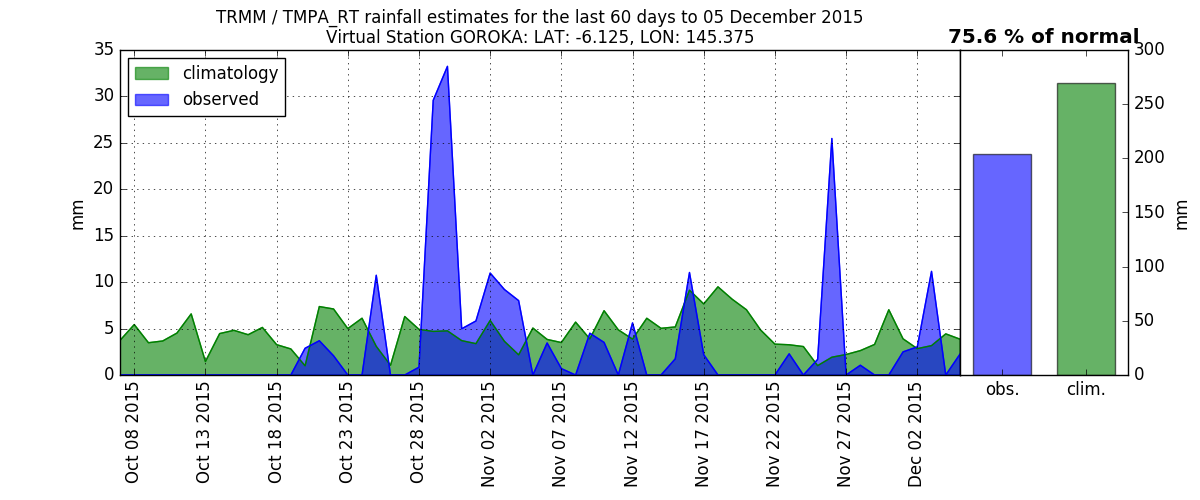 TRMM / TMPA_RT rainfall estimates for the last 60 days to 05 December 2015
Virtual Station GOROKA: LAT: -6.125, LON: 145.375
75.6 % of normal
climatology
observed
35
30
25
20
15
10
5
0
mm
Oct 08 2015
Oct 13 2015
Oct 18 2015
Oct 23 2015
Oct 28 2015
Nov 02 2015
Nov 07 2015
Nov 12 2015
Nov 17 2015
Nov 22 2015
Nov 27 2015
Dec 02 2015
300
250
200
150
100
50
0
mm
obs.
clim.